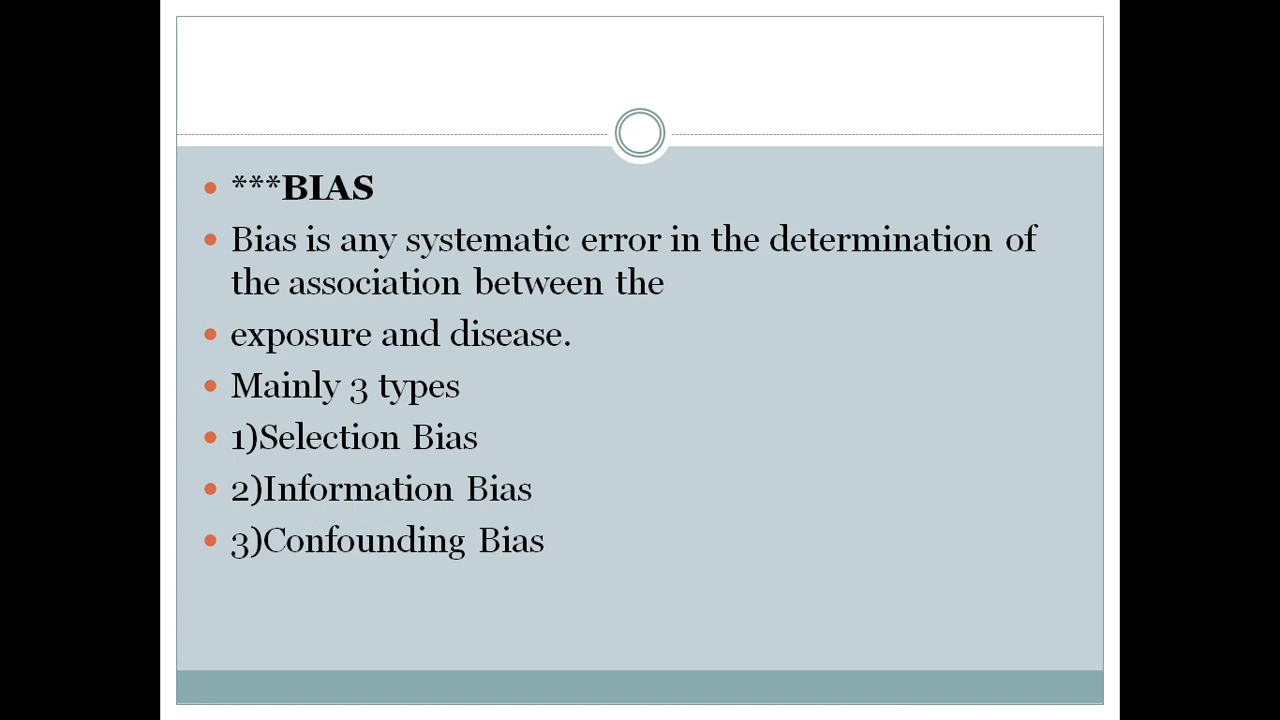 ***BIAS
Bias is any systematic error in the determination of
the association between the
exposure and disease.
Mainly 3 types
1)Selection Bias
2)Information Bias
3)Confounding Bias